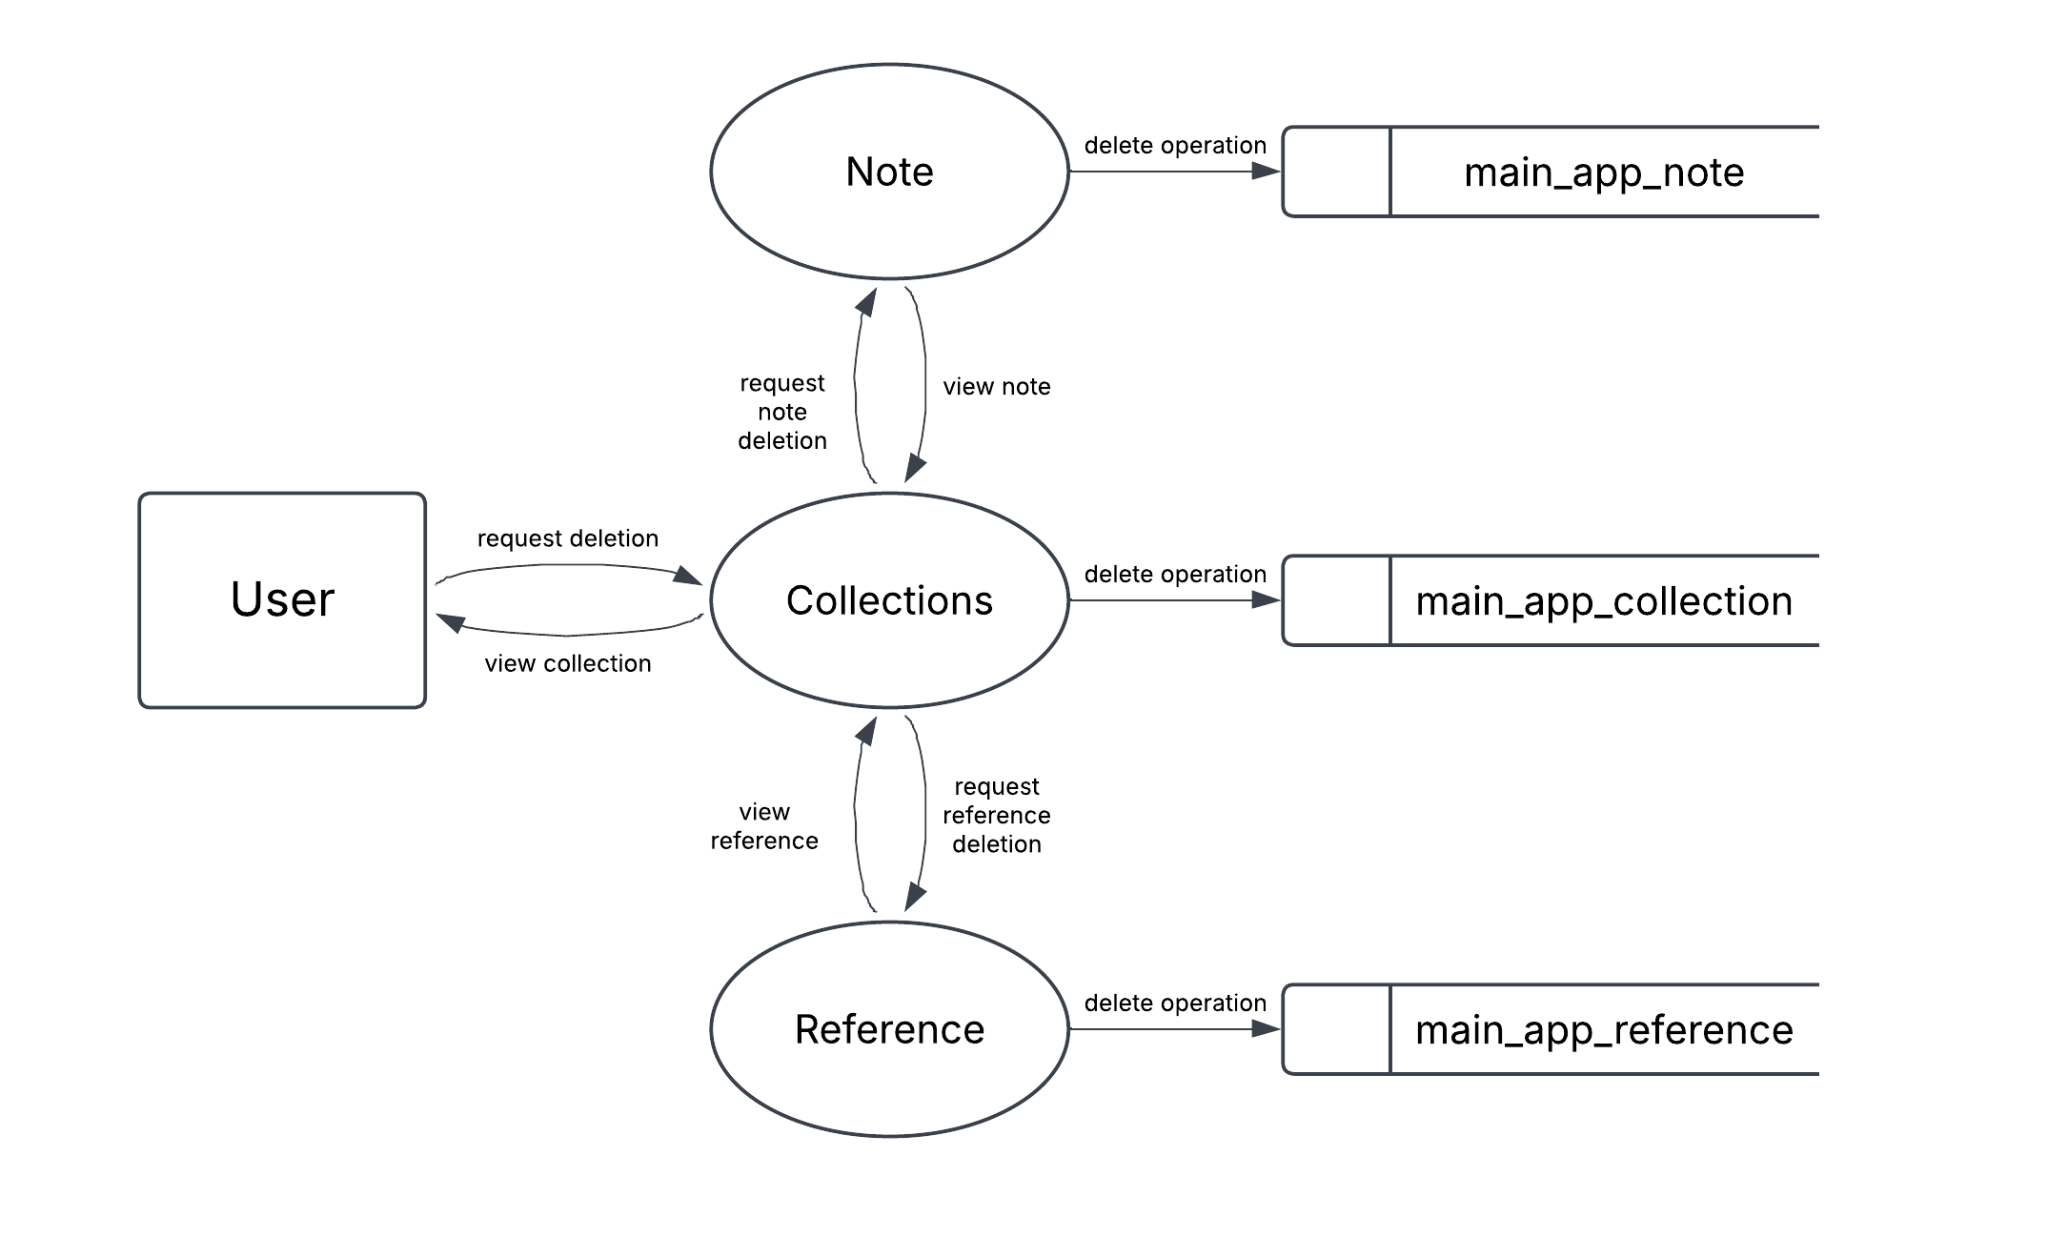 Note
delete operation
main_app_note
request
note
deletion
view note
User
request deletion
view collection
Collections
delete operation
main_app_collection
view
reference
request
reference
deletion
Reference
delete operation
main_app_reference